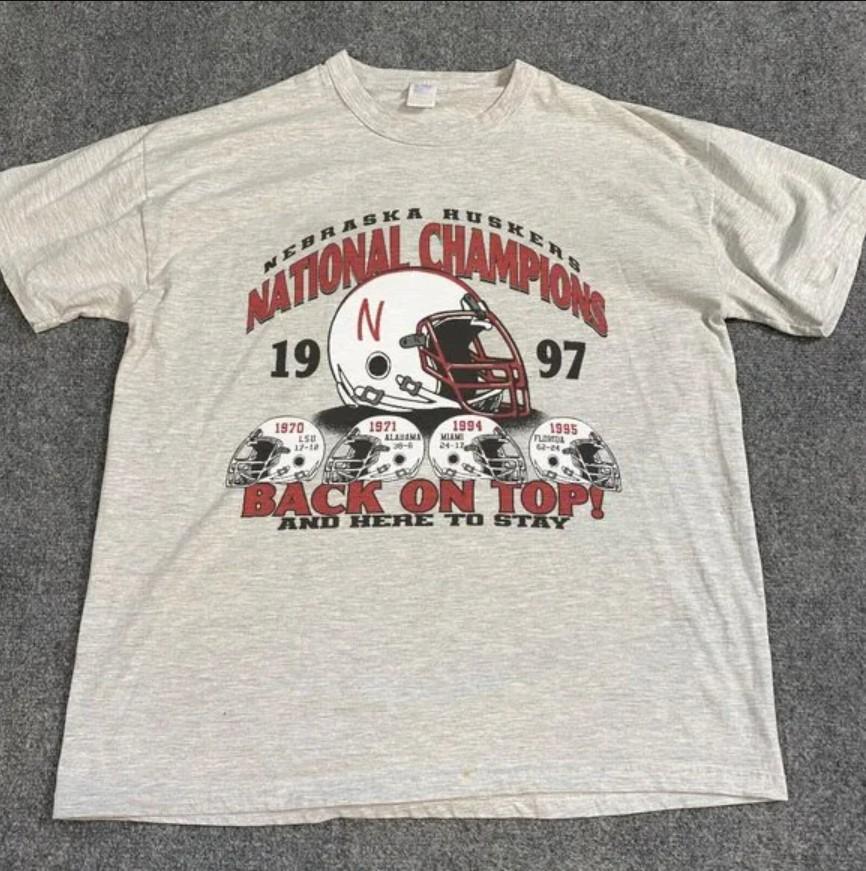 NEBRASKA HUSKERS
NATIONAL CHAMPIONS
N
19 97
1970
LSU
17-12
1971
ALABAMA
38-6
1994
MIAMI
24-17
1995
FLORIDA
62-24
BACK ON TOP!
AND HERE TO STAY